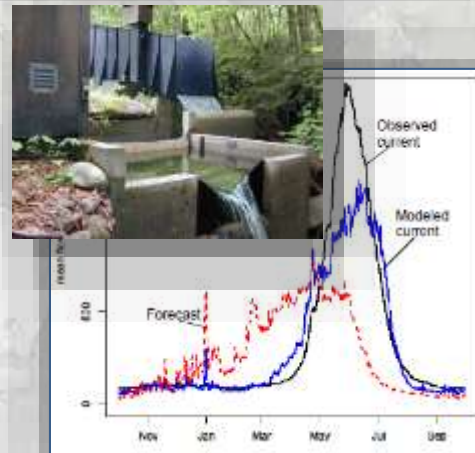 Observed
current
Modeled
current
Forecast
0
Nov
Jan
Mar
May
Jul
Sep